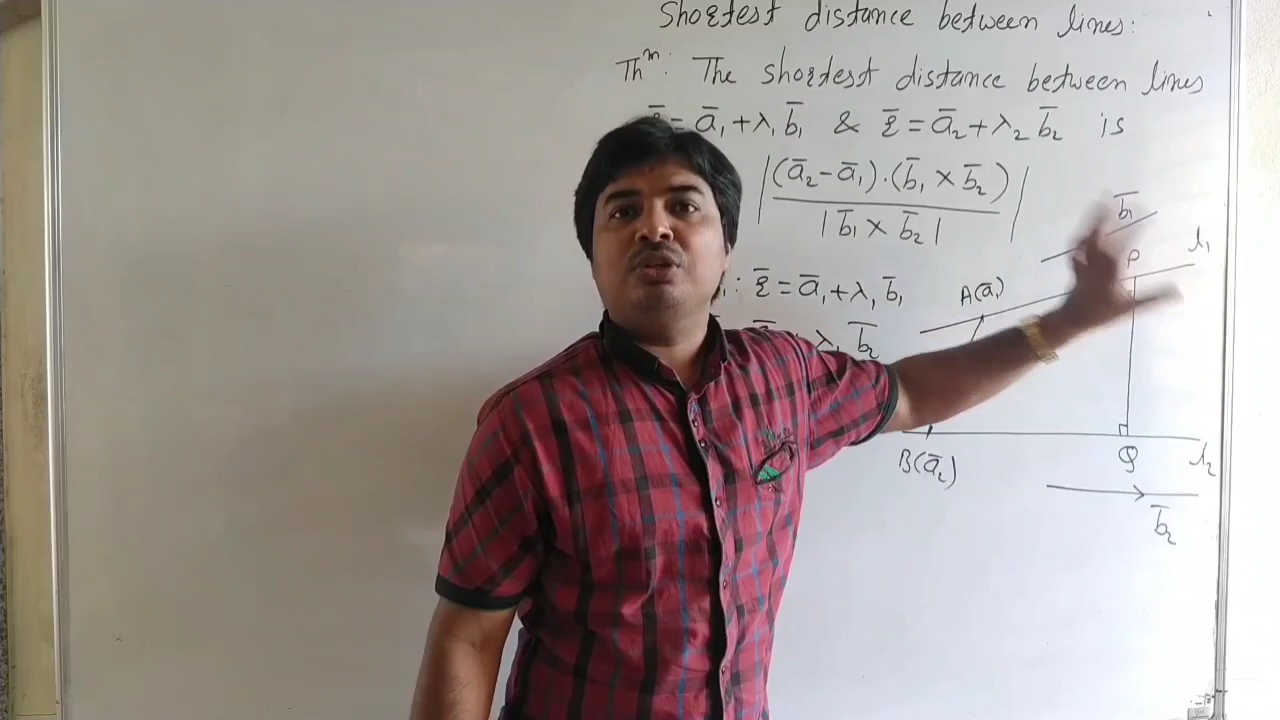 Shortest distance between lines:
Thm: The shortest distance between lines
r̄ = ā₁ + λ₁ b̄₁ & r̄ = ā₂ + λ₂ b̄₂ is
|(ā₂ - ā₁) . (b̄₁ × b̄₂)
|b̄₁ × b̄₂| |
b̄₁
l₁
P
: r̄ = ā₁ + λ₁ b̄₁
A(ā₁)
b̄₂
B(ā₂)
Q
l₂
b̄₂